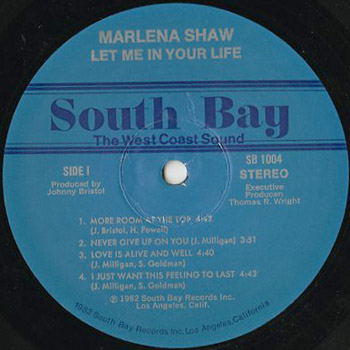 MARLENA SHAW
LET ME IN YOUR LIFE
South Bay
The West Coast Sound
SIDE I
Produced by
Johnny Bristol
SB 1004
STEREO
Executive
Producer:
Thomas R. Wright
1. MORE ROOM AT THE TOP 4:42
(J. Bristol, H. Powell)
2. NEVER GIVE UP ON YOU (J. Milligan) 3:51
3. LOVE IS ALIVE AND WELL 4:40
(J. Milligan, S. Goldman)
4. I JUST WANT THIS FEELING TO LAST 4:43
(J. Milligan, S. Goldman)
℗ 1982 South Bay Records Inc.
Los Angeles, Calif.
1982 South Bay Records Inc. Los Angeles, California